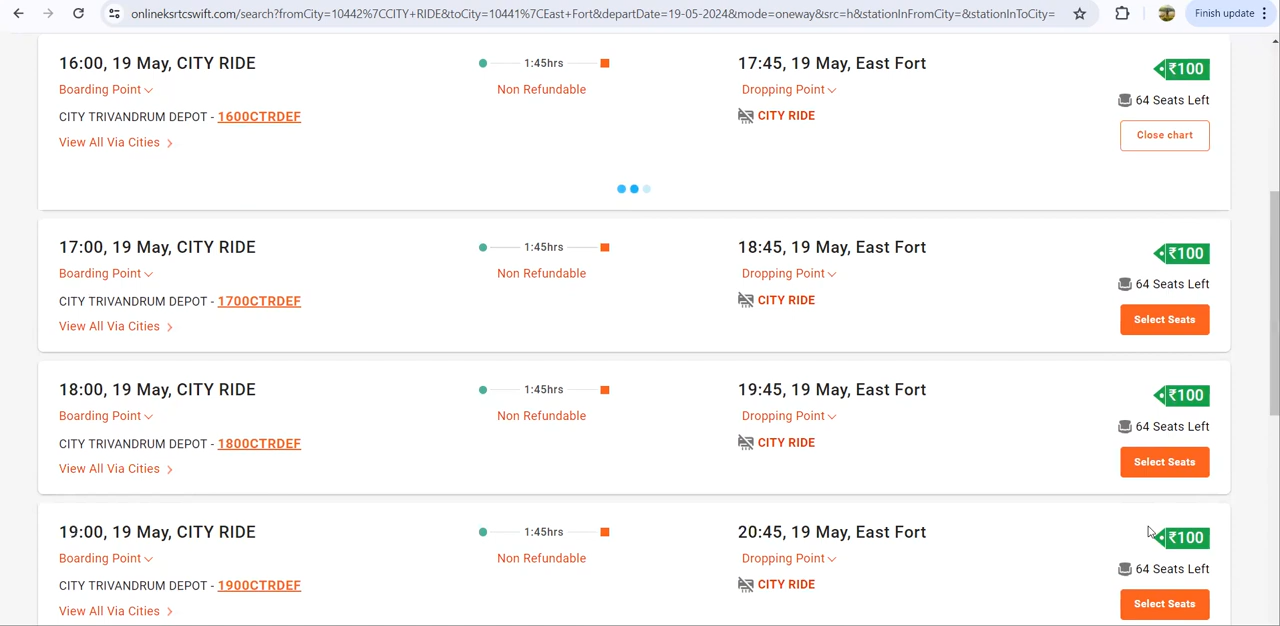 onlineksrtcswift.com/search?fromCity=10442%7CCITY+RIDE&toCity=10441%7CEast+Fort&departDate=19-05-2024&mode=oneway&src=h&stationInFromCity=&stationInToCity=
Finish update
16:00, 19 May, CITY RIDE
1:45hrs
17:45, 19 May, East Fort
₹100
Boarding Point
Non Refundable
Dropping Point
64 Seats Left
CITY TRIVANDRUM DEPOT - 1600CTRDEF
CITY RIDE
Close chart
View All Via Cities
17:00, 19 May, CITY RIDE
1:45hrs
18:45, 19 May, East Fort
₹100
Boarding Point
Non Refundable
Dropping Point
64 Seats Left
CITY TRIVANDRUM DEPOT - 1700CTRDEF
CITY RIDE
Select Seats
View All Via Cities
18:00, 19 May, CITY RIDE
1:45hrs
19:45, 19 May, East Fort
₹100
Boarding Point
Non Refundable
Dropping Point
64 Seats Left
CITY TRIVANDRUM DEPOT - 1800CTRDEF
CITY RIDE
Select Seats
View All Via Cities
19:00, 19 May, CITY RIDE
1:45hrs
20:45, 19 May, East Fort
₹100
Boarding Point
Non Refundable
Dropping Point
64 Seats Left
CITY TRIVANDRUM DEPOT - 1900CTRDEF
CITY RIDE
Select Seats
View All Via Cities